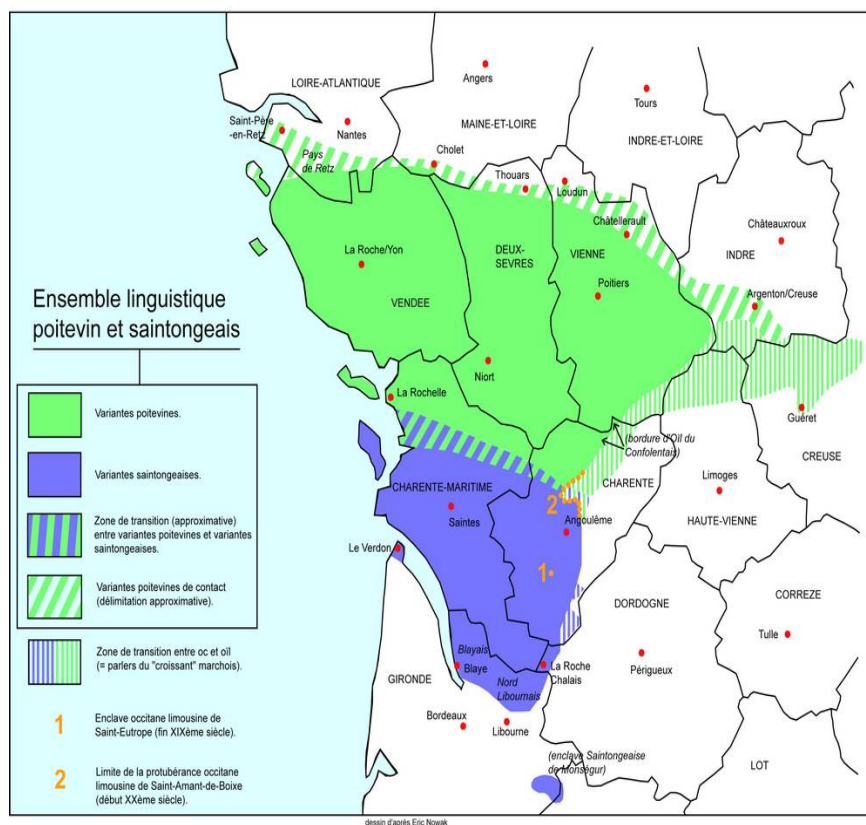 LOIRE-ATLANTIQUE
Angers
Tours
Saint-Père
-en-Retz
Nantes
MAINE-ET-LOIRE
INDRE-ET-LOIRE
Pays
de Retz
Cholet
Thouars
Loudun
Châtellerault
Châteauroux
INDRE
La Roche/Yon
DEUX-
SEVRES
VIENNE
Poitiers
Argenton/Creuse
VENDEE
Niort
La Rochelle
Guéret
(bordure d'Oïl du
Confolentais)
CREUSE
CHARENTE
Limoges
HAUTE-VIENNE
CHARENTE-MARITIME
2
Saintes
Angoulême
Le Verdon
1
DORDOGNE
CORREZE
Tulle
Blayais
Blaye
La Roche
Chalais
Périgueux
GIRONDE
Nord
Libournais
Bordeaux
Libourne
(enclave Saintongeaise
de Monségur)
LOT
Ensemble linguistique
poitevin et saintongeais
Variantes poitevines.
Variantes saintongeaises.
Zone de transition (approximative)
entre variantes poitevines et variantes
saintongeaises.
Variantes poitevines de contact
(délimitation approximative).
Zone de transition entre oc et oïl
(= parlers du "croissant" marchois).
1
Enclave occitane limousine de
Saint-Eutrope (fin XIXème siècle).
2
Limite de la protubérance occitane
limousine de Saint-Amant-de-Boixe
(début XXème siècle).
dessin d'après Eric Nowak